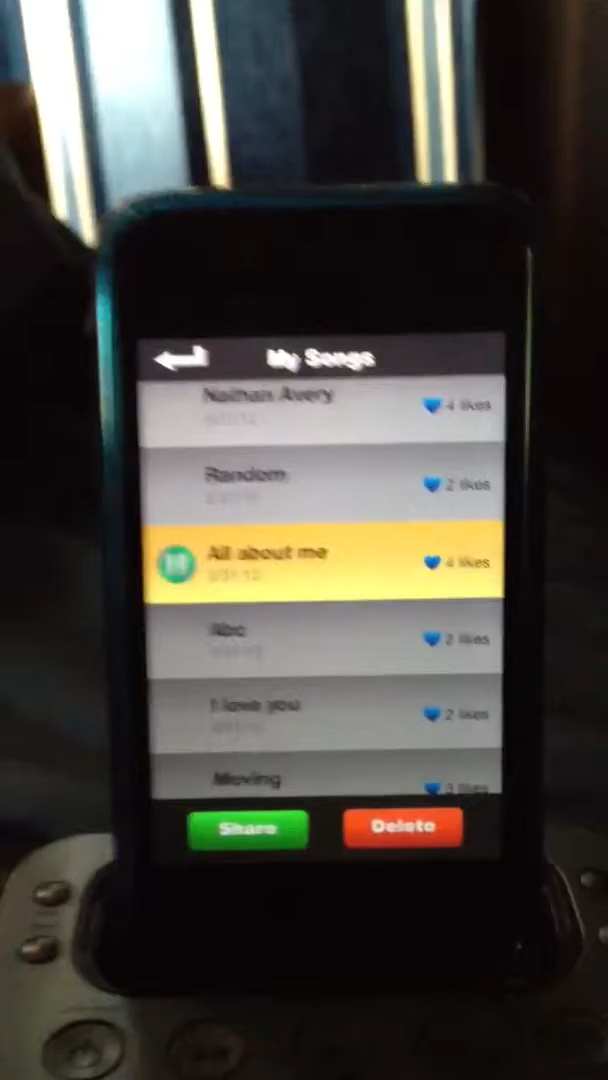 My Songs
Nathan Avery
4 likes
Random
2 likes
All about me
4 likes
Abc
2 likes
I love you
2 likes
Moving
likes
Share
Delete